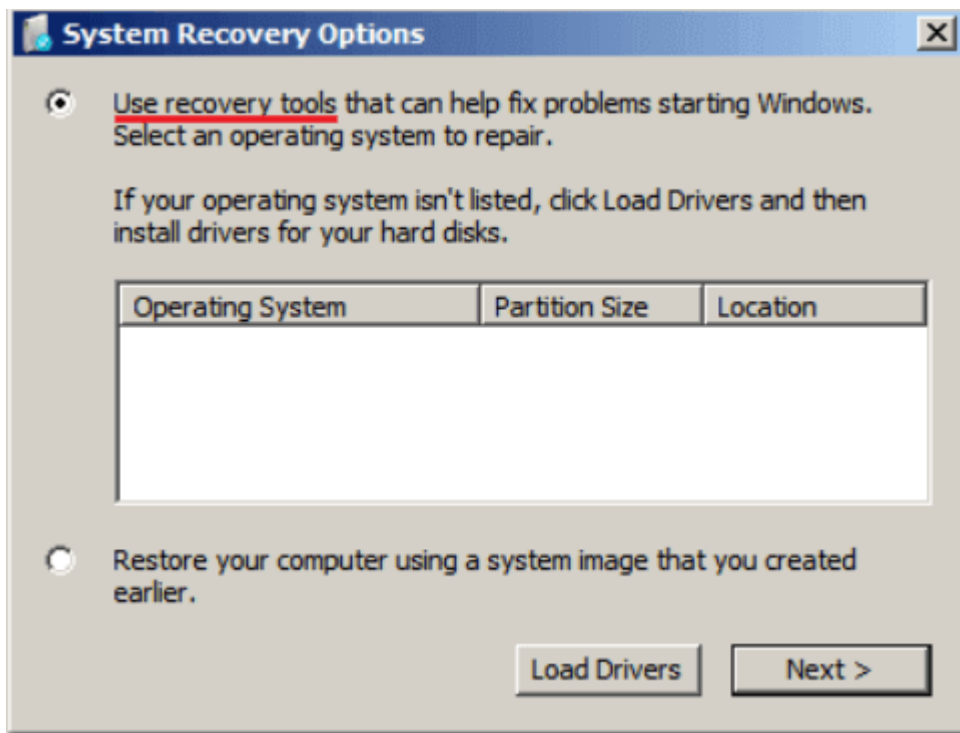 System Recovery Options
Use recovery tools that can help fix problems starting Windows.
Select an operating system to repair.
If your operating system isn't listed, click Load Drivers and then
install drivers for your hard disks.
Operating System Partition Size Location
Restore your computer using a system image that you created
earlier.
Load Drivers Next >